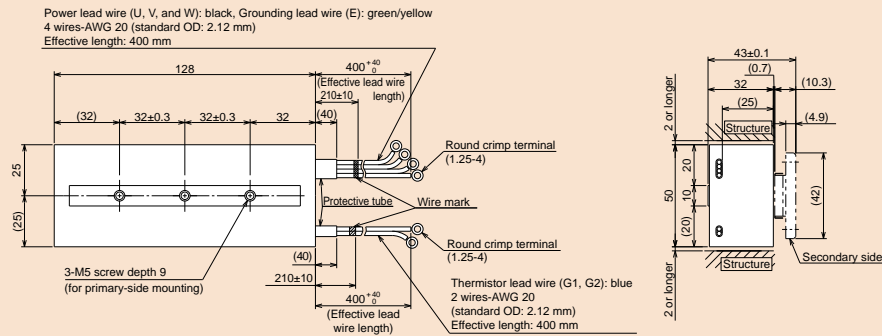 Power lead wire (U, V, and W): black, Grounding lead wire (E): green/yellow
4 wires-AWG 20 (standard OD: 2.12 mm)
Effective length: 400 mm
128
400 +40 0
(Effective lead wire
length)
210±10
(32)
32±0.3
32±0.3
32
(40)
25
(25)
Round crimp terminal
(1.25-4)
Protective tube
Wire mark
Round crimp terminal
(1.25-4)
3-M5 screw depth 9
(for primary-side mounting)
(40)
210±10
400 +40 0
(Effective lead
wire length)
Thermistor lead wire (G1, G2): blue
2 wires-AWG 20
(standard OD: 2.12 mm)
Effective length: 400 mm
43±0.1
(0.7)
32
(10.3)
(25)
(4.9)
2 or longer
Structure
20
50
10
(20)
(42)
Secondary side
Structure
2 or longer